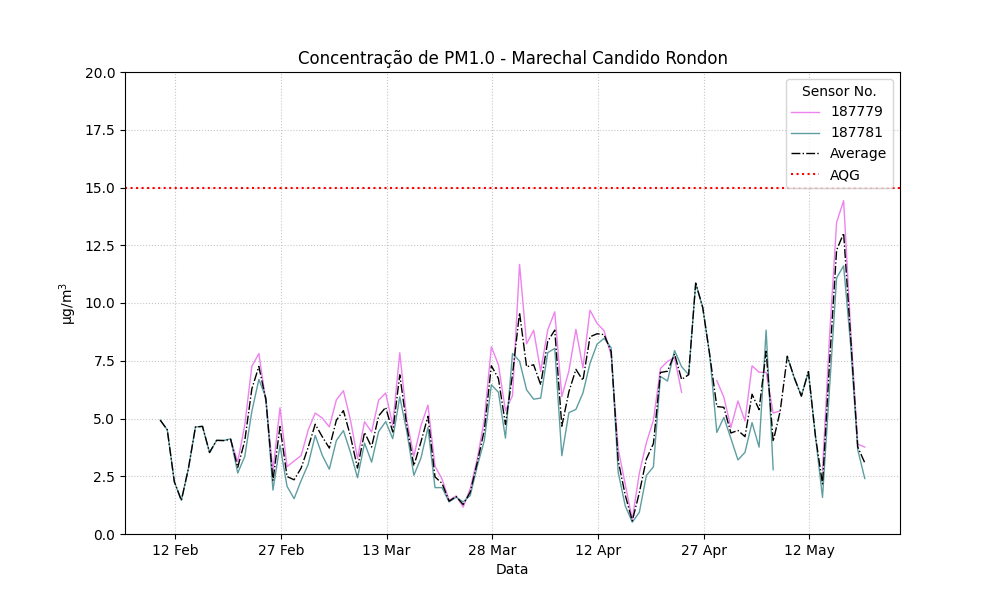 Concentração de PM1.0 - Marechal Candido Rondon
20.0
17.5
15.0
12.5
10.0
7.5
5.0
2.5
0.0
µg/m³
Sensor No.
187779
187781
Average
AQG
12 Feb
27 Feb
13 Mar
28 Mar
12 Apr
27 Apr
12 May
Data